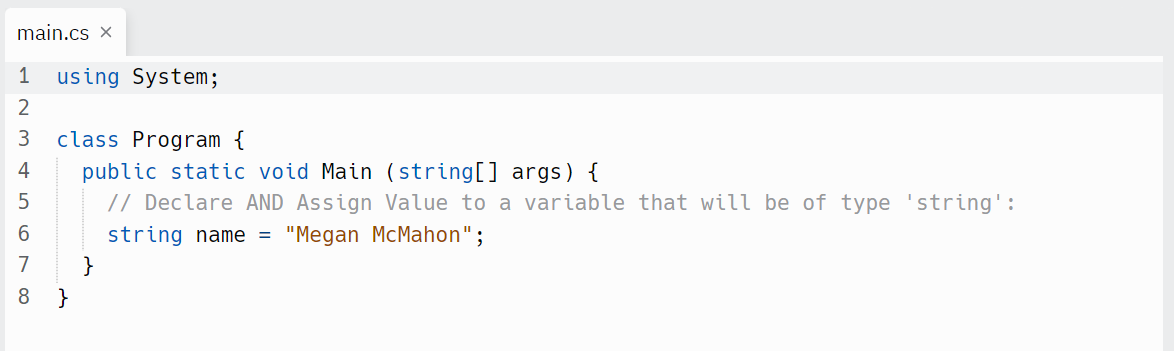 main.cs ×
1 using System;
2
3 class Program {
4 public static void Main (string[] args) {
5 // Declare AND Assign Value to a variable that will be of type 'string':
6 string name = "Megan McMahon";
7 }
8 }